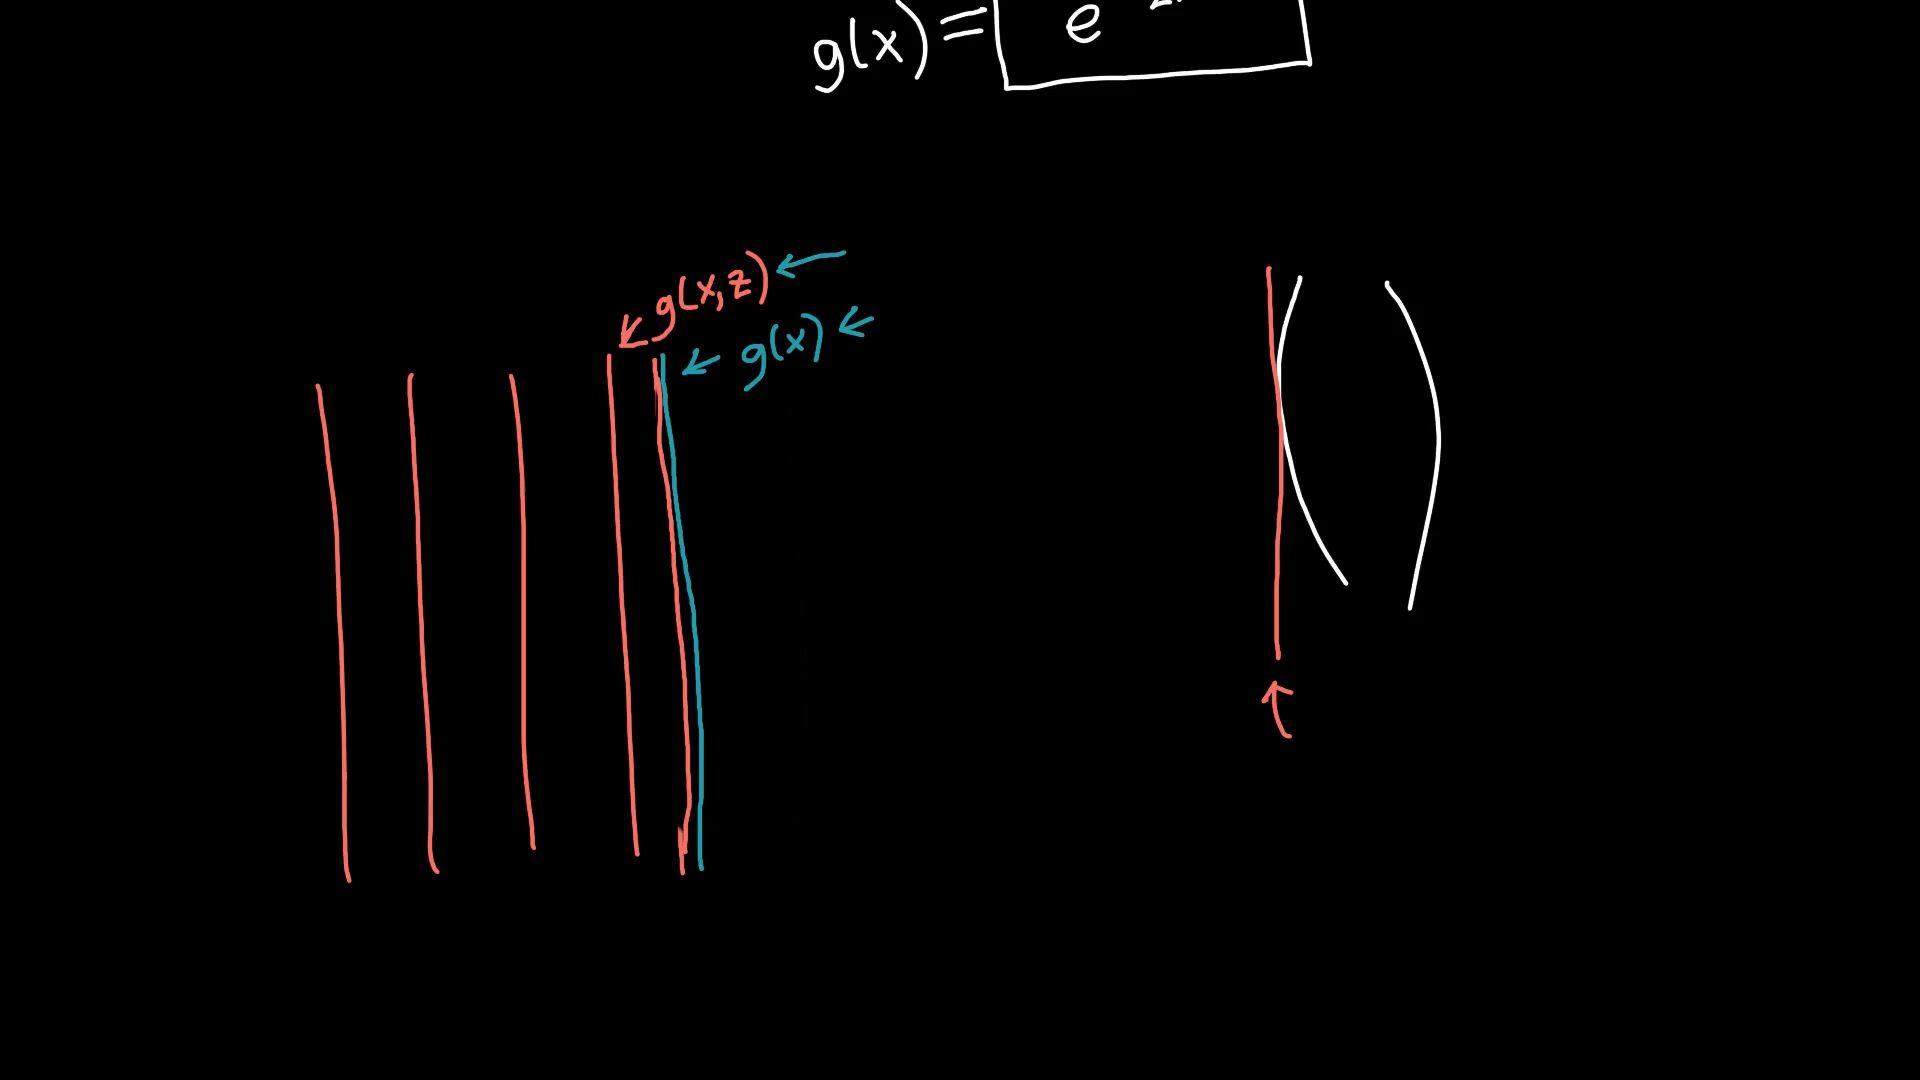 g(x) = e
g(x,z)
g(x)